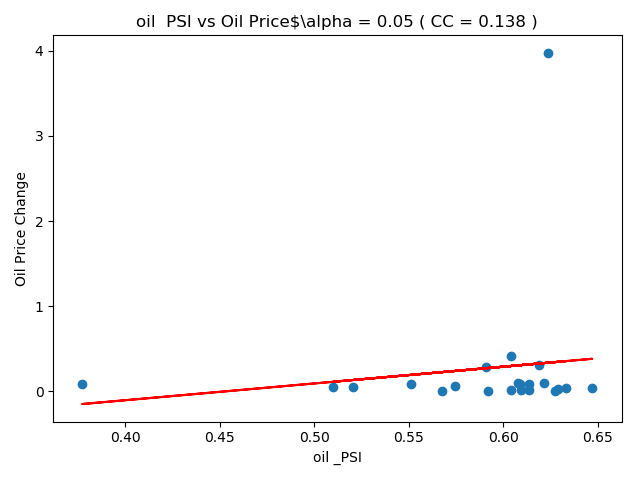 oil  PSI vs Oil Price$\alpha = 0.05 ( CC = 0.138 )
4
3
2
1
0
Oil Price Change
0.40 0.45 0.50 0.55 0.60 0.65
oil _PSI